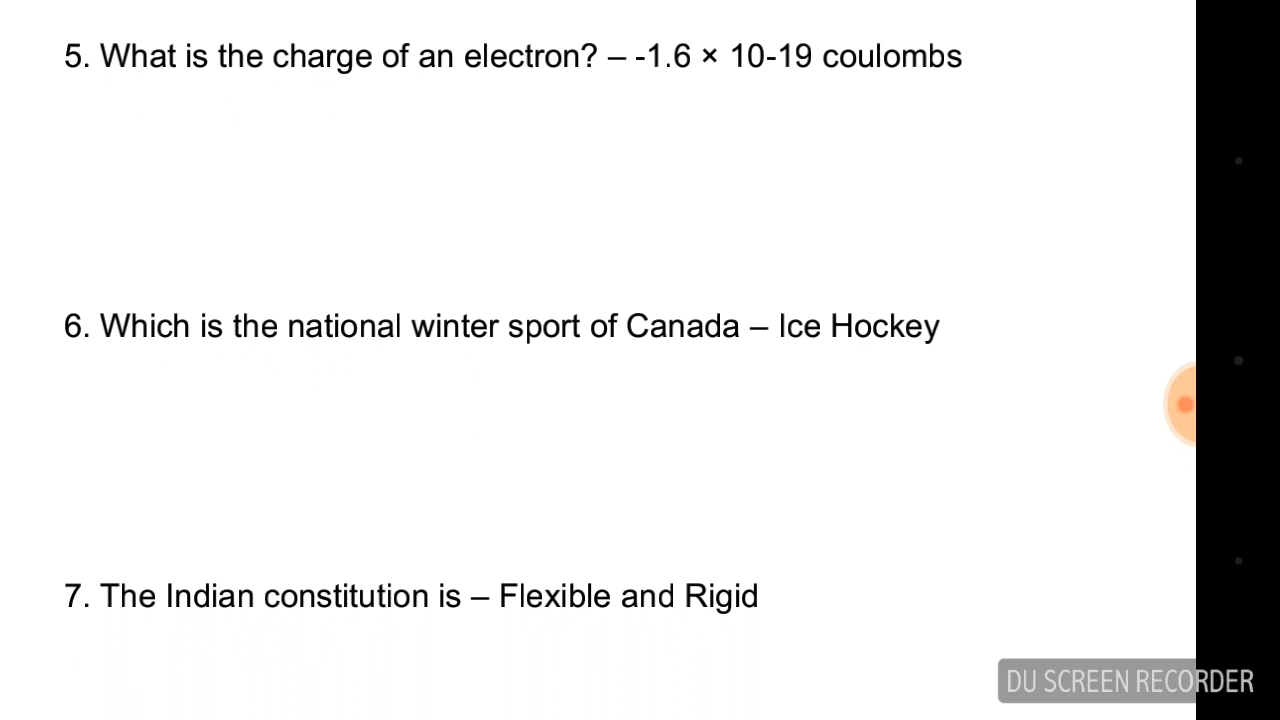 5. What is the charge of an electron? – -1.6 × 10-19 coulombs
6. Which is the national winter sport of Canada – Ice Hockey
7. The Indian constitution is – Flexible and Rigid
DU SCREEN RECORDER